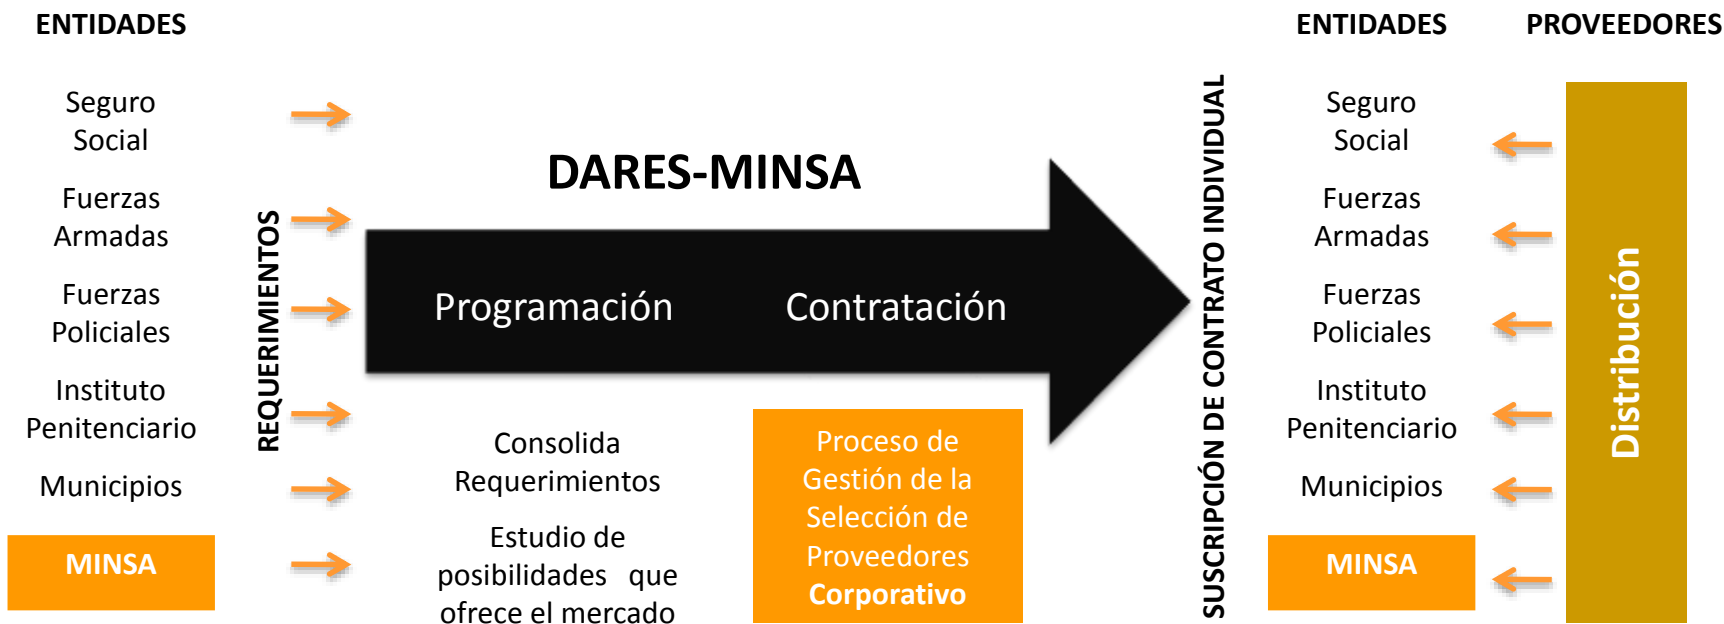 ENTIDADES
Seguro
Social
Fuerzas
Armadas
Fuerzas
Policiales
Instituto
Penitenciario
Municipios
MINSA
REQUERIMIENTOS
DARES-MINSA
Programación
Contratación
Consolida
Requerimientos
Estudio de
posibilidades que
ofrece el mercado
Proceso de
Gestión de la
Selección de
Proveedores
Corporativo
SUSCRIPCIÓN DE CONTRATO INDIVIDUAL
ENTIDADES
Seguro
Social
Fuerzas
Armadas
Fuerzas
Policiales
Instituto
Penitenciario
Municipios
MINSA
PROVEEDORES
Distribución